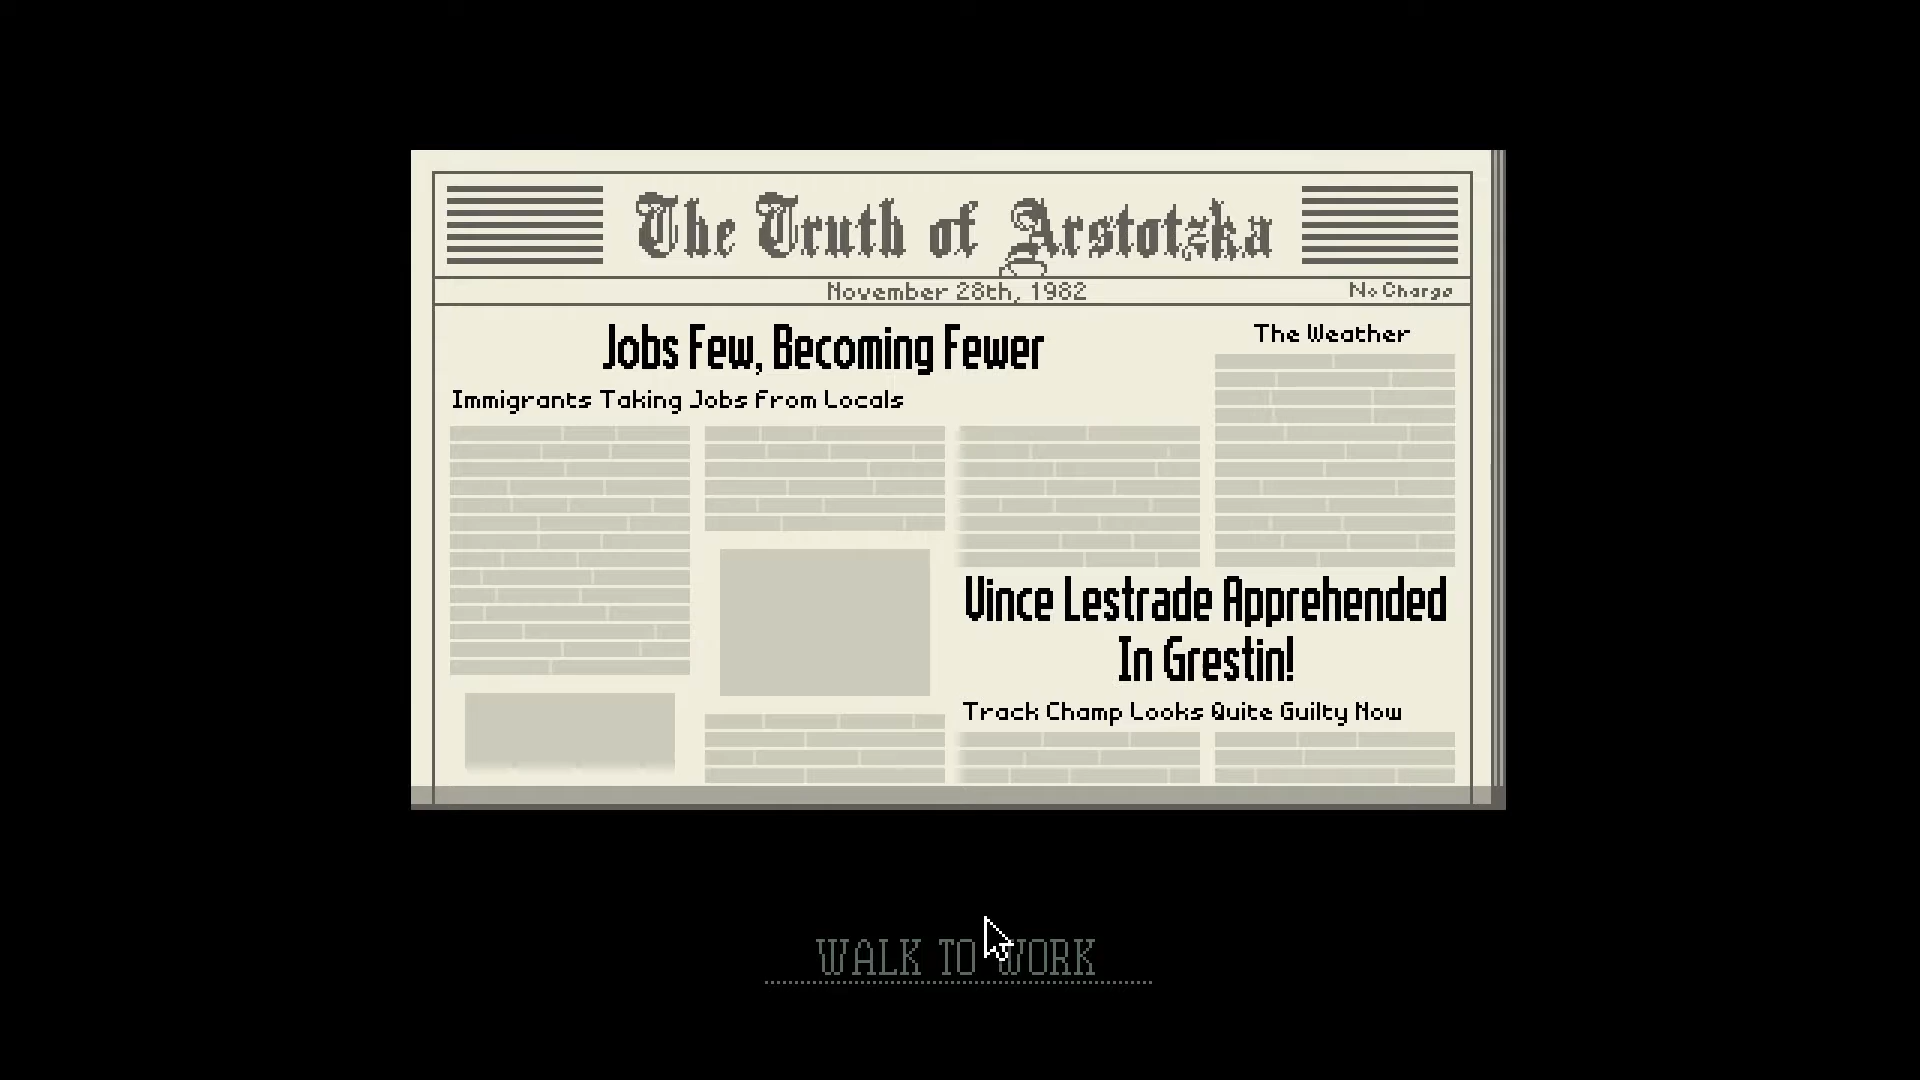 The Truth of Arstotzka
November 28th, 1982
No Charge
Jobs Few, Becoming Fewer
Immigrants Taking Jobs From Locals
The Weather
Vince Lestrade Apprehended
In Grestin!
Track Champ Looks Quite Guilty Now
WALK TO WORK